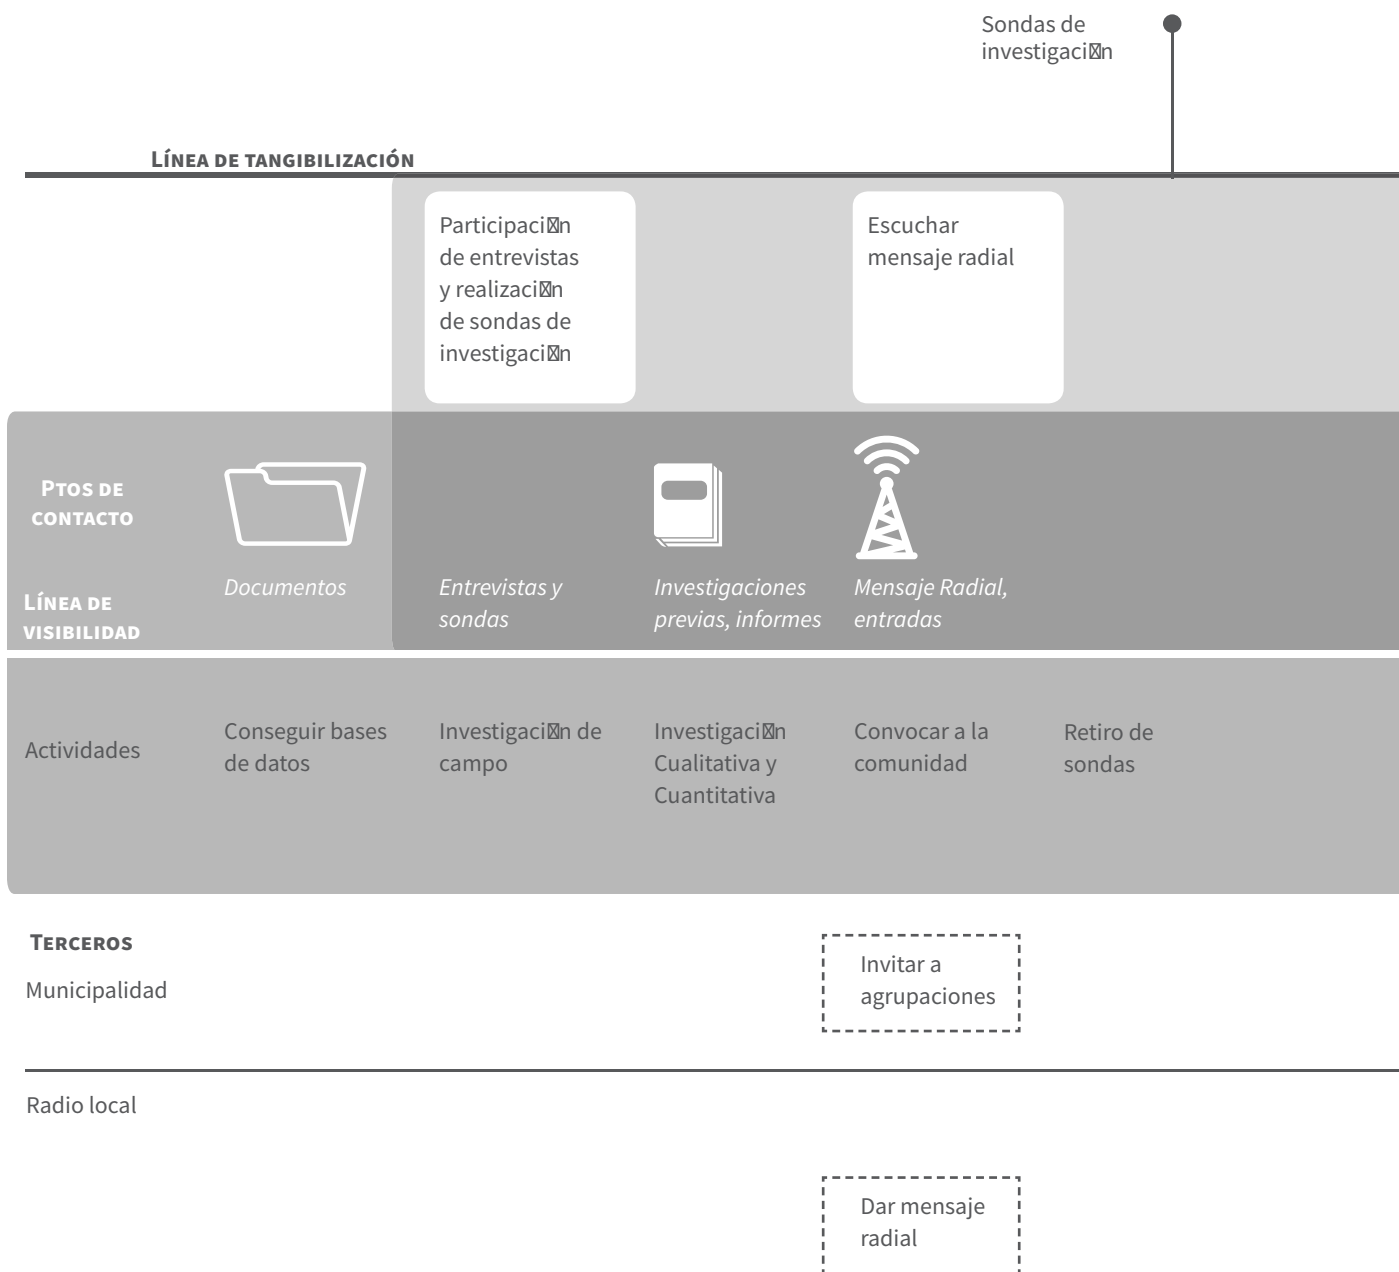 Sondas de
investigaci☒n
LÍNEA DE TANGIBILIZACIÓN
Participaci☒n
de entrevistas
y realizaci☒n
de sondas de
investigaci☒n
Escuchar
mensaje radial
PTOS DE
CONTACTO
LÍNEA DE
VISIBILIDAD
Documentos
Entrevistas y
sondas
Investigaciones
previas, informes
Mensaje Radial,
entradas
Actividades
Conseguir bases
de datos
Investigaci☒n de
campo
Investigaci☒n
Cualitativa y
Cuantitativa
Convocar a la
comunidad
Retiro de
sondas
TERCEROS
Municipalidad
Invitar a
agrupaciones
Radio local
Dar mensaje
radial